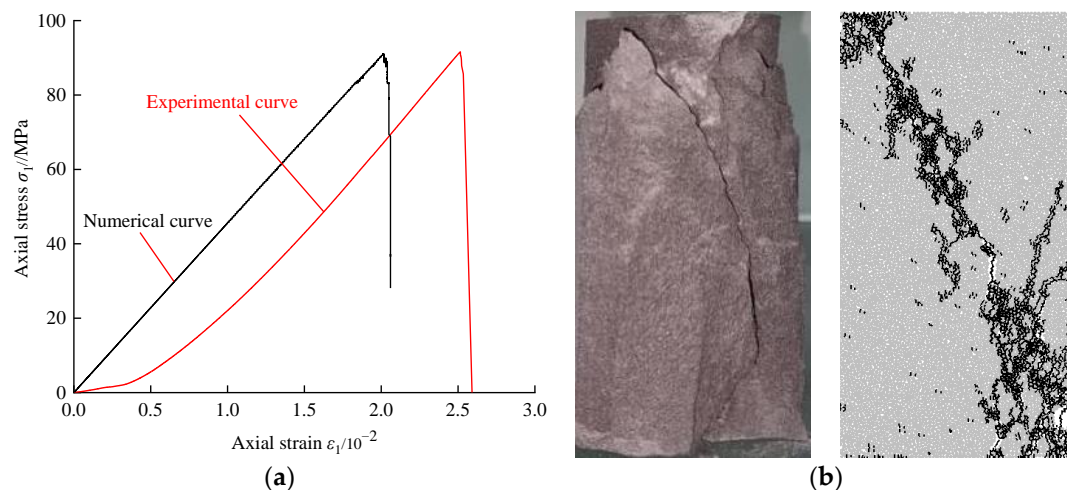 100
80
60
40
20
0
Axial stress σ₁//MPa
Experimental curve
Numerical curve
0.0 0.5 1.0 1.5 2.0 2.5 3.0
Axial strain ε₁/10⁻²
(a) (b)